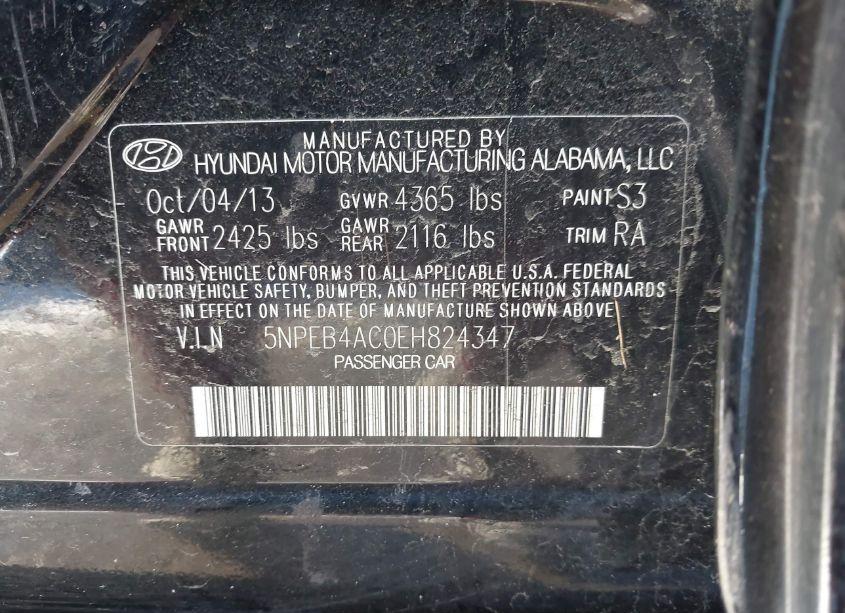 MANUFACTURED BY
HYUNDAI MOTOR MANUFACTURING ALABAMA, LLC
Oct/04/13 GVWR 4365 lbs PAINT S3
GAWR FRONT 2425 lbs GAWR REAR 2116 lbs TRIM RA
THIS VEHICLE CONFORMS TO ALL APPLICABLE U.S.A. FEDERAL
MOTOR VEHICLE SAFETY, BUMPER, AND THEFT PREVENTION STANDARDS
IN EFFECT ON THE DATE OF MANUFACTURE SHOWN ABOVE
V.I.N 5NPEB4AC0EH824347
PASSENGER CAR